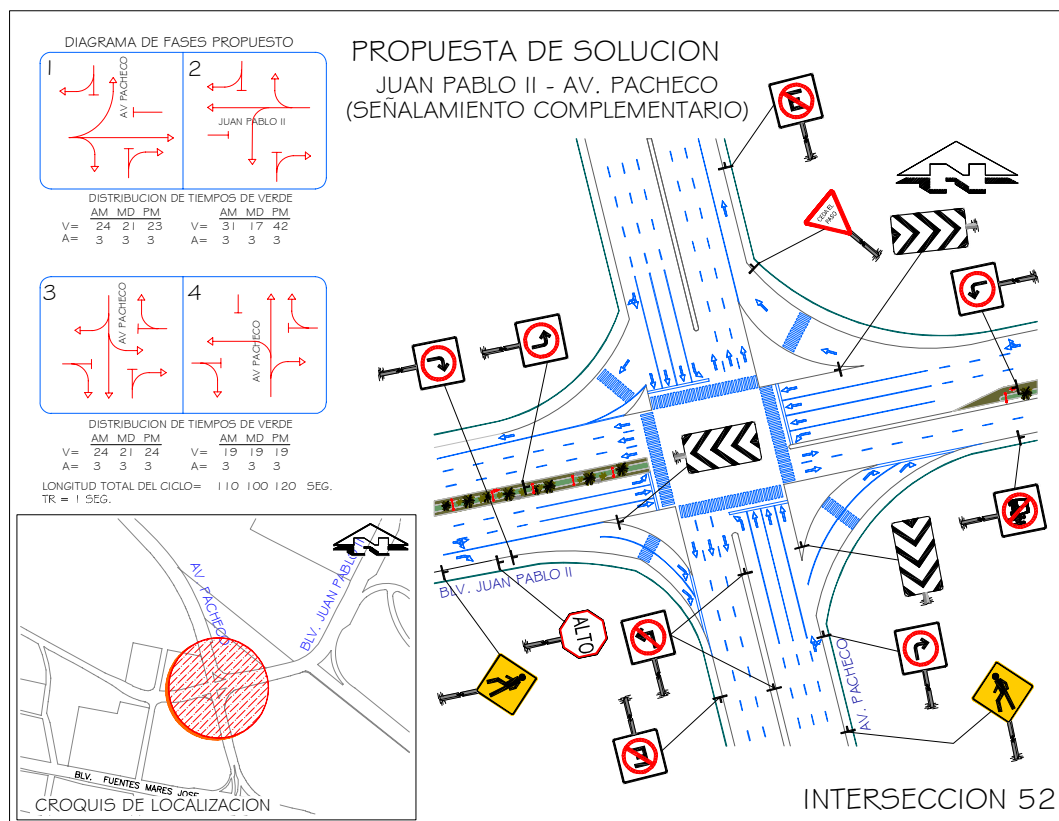 DIAGRAMA DE FASES PROPUESTO
1
AV PACHECO
2
JUAN PABLO II
DISTRIBUCION DE TIEMPOS DE VERDE
AM MD PM
V= 24 21 23
A= 3 3 3
AM MD PM
V= 31 17 42
A= 3 3 3
3
AV PACHECO
4
AV PACHECO
DISTRIBUCION DE TIEMPOS DE VERDE
AM MD PM
V= 24 21 24
A= 3 3 3
AM MD PM
V= 19 19 19
A= 3 3 3
LONGITUD TOTAL DEL CICLO= 110 100 120 SEG.
TR = 1 SEG.
PROPUESTA DE SOLUCION
JUAN PABLO II - AV. PACHECO
(SEÑALAMIENTO COMPLEMENTARIO)
E
CEDA EL
PASO
N
BLV. JUAN PABLO II
ALTO
E
AV. PACHECO
N
AV. PACHECO
BLV. JUAN PABLO II
BLV. FUENTES MARES JOSE
CROQUIS DE LOCALIZACION
INTERSECCION 52